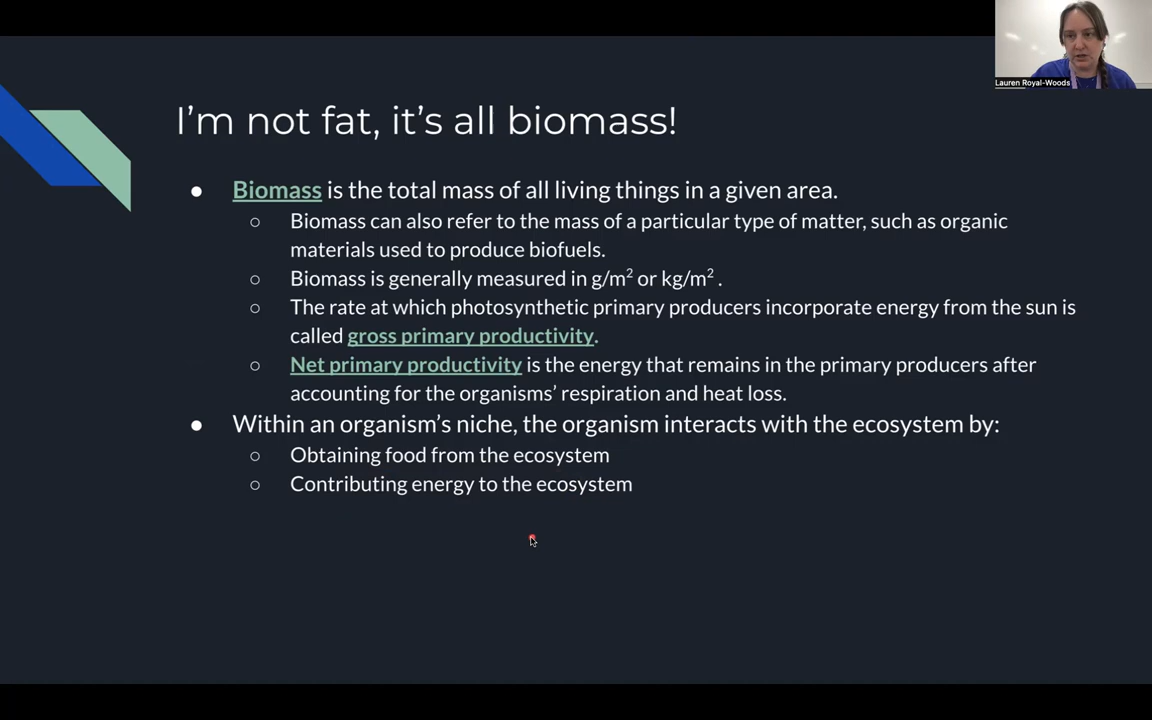 Lauren Royal-Woods
I'm not fat, it's all biomass!
● Biomass is the total mass of all living things in a given area.
○ Biomass can also refer to the mass of a particular type of matter, such as organic
materials used to produce biofuels.
○ Biomass is generally measured in g/m² or kg/m² .
○ The rate at which photosynthetic primary producers incorporate energy from the sun is
called gross primary productivity.
○ Net primary productivity is the energy that remains in the primary producers after
accounting for the organisms' respiration and heat loss.
● Within an organism's niche, the organism interacts with the ecosystem by:
○ Obtaining food from the ecosystem
○ Contributing energy to the ecosystem